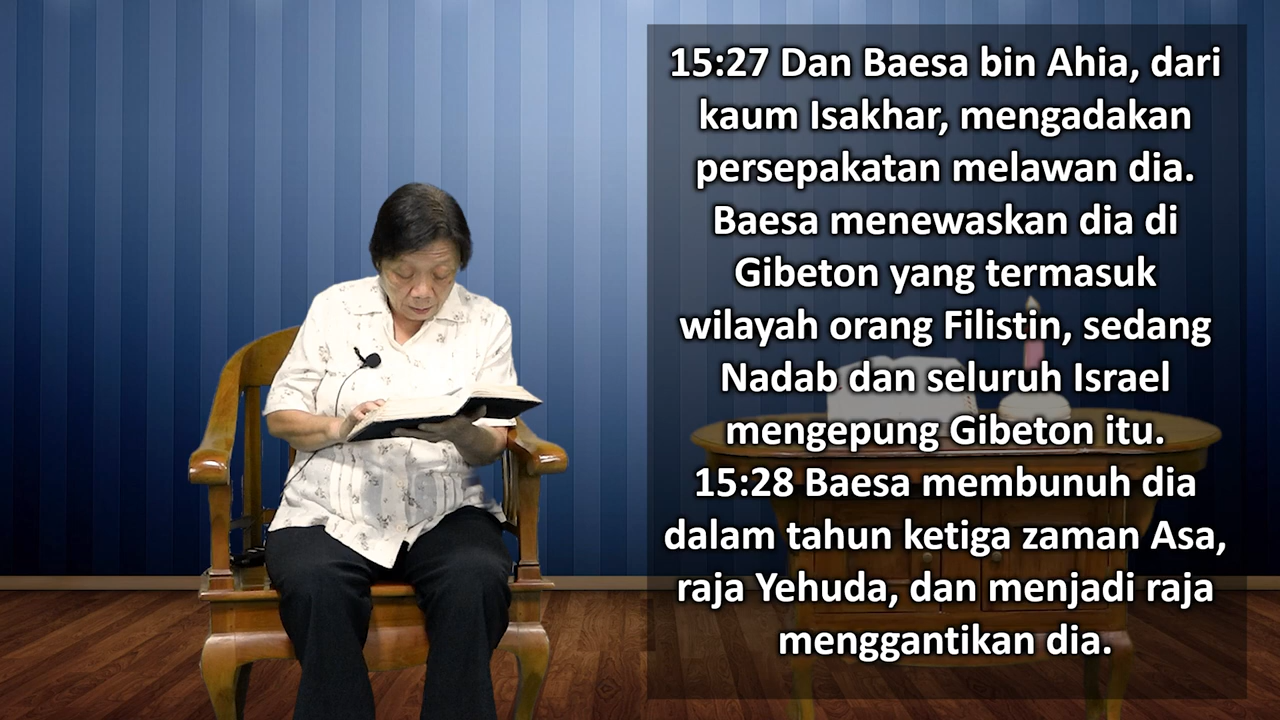 15:27 Dan Baesa bin Ahia, dari
kaum Isakhar, mengadakan
persepakatan melawan dia.
Baesa menewaskan dia di
Gibeton yang termasuk
wilayah orang Filistin, sedang
Nadab dan seluruh Israel
mengepung Gibeton itu.
15:28 Baesa membunuh dia
dalam tahun ketiga zaman Asa,
raja Yehuda, dan menjadi raja
menggantikan dia.